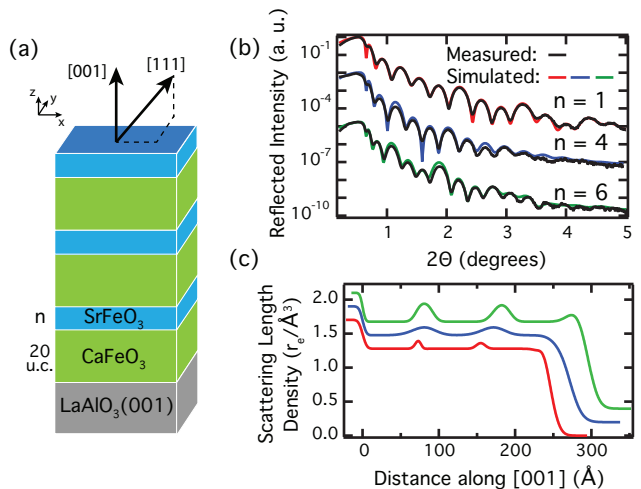 (a)
[001]
[111]
z
y
x
n
SrFeO3
20
u.c.
CaFeO3
LaAlO3(001)
(b)
Reflected Intensity (a. u.)
10-1
10-4
10-7
10-10
Measured:
Simulated:
n = 1
n = 4
n = 6
1
2
3
4
5
2Θ (degrees)
(c)
Scattering Length
Density (re/Å3)
2.0
1.5
1.0
0.5
0.0
0
100
200
300
Distance along [001] (Å)